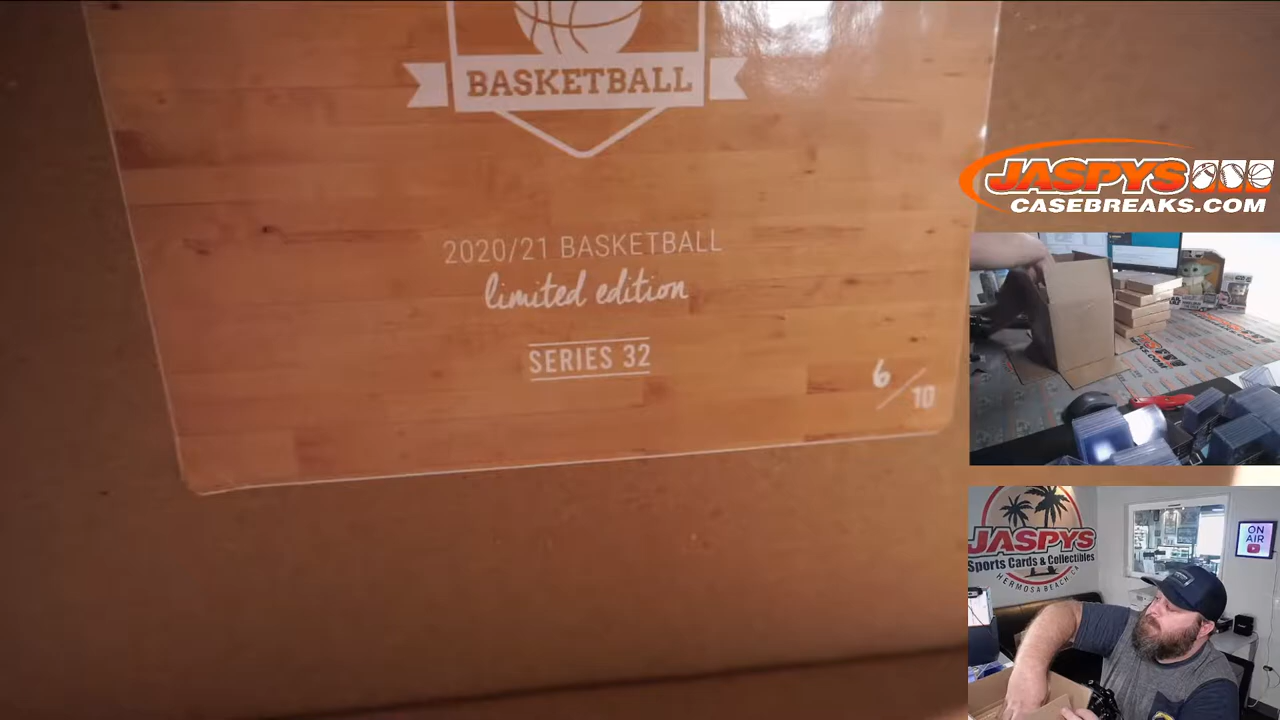 BASKETBALL
2020/21 BASKETBALL
limited edition
SERIES 32
6/10
JASPYS
CASEBREAKS.COM
JASPYS
Sports Cards & Collectibles
HERMOSA BEACH, CA
ON
AIR